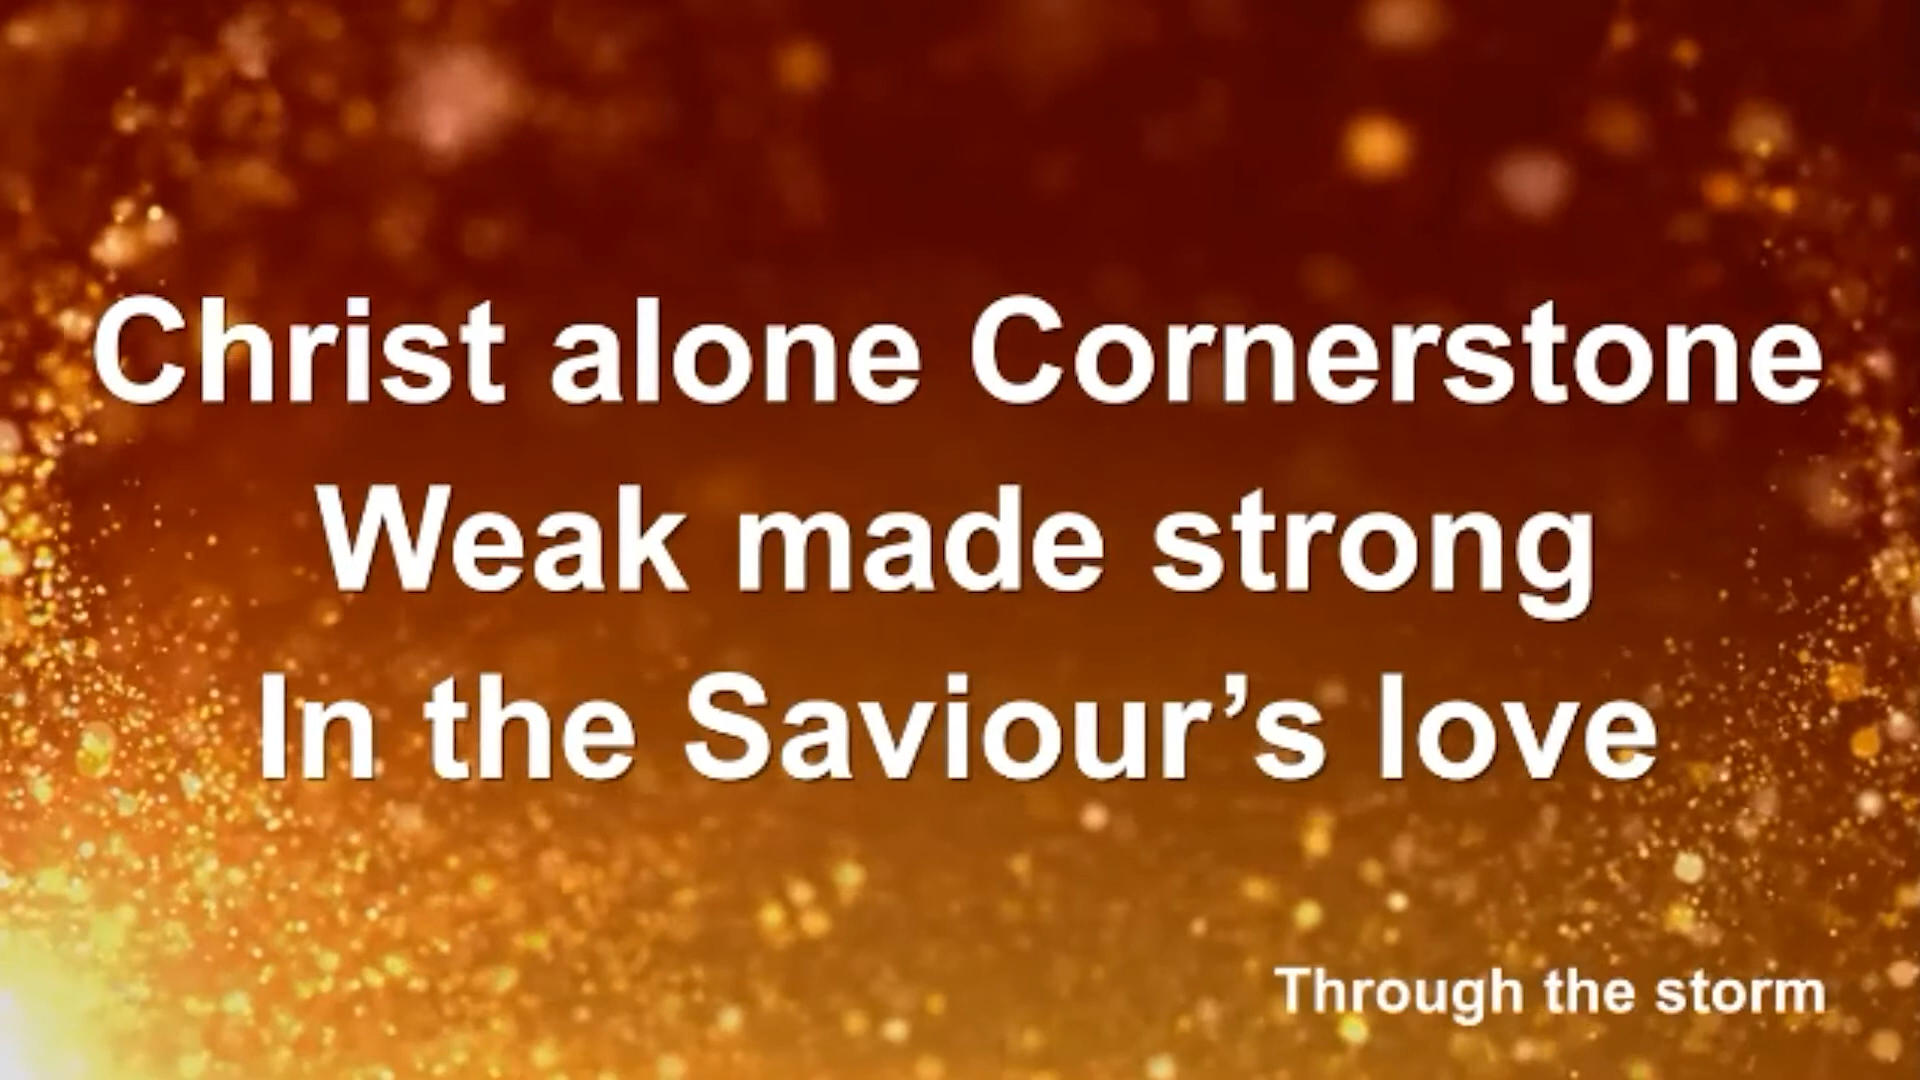 Christ alone Cornerstone
Weak made strong
In the Saviour’s love
Through the storm